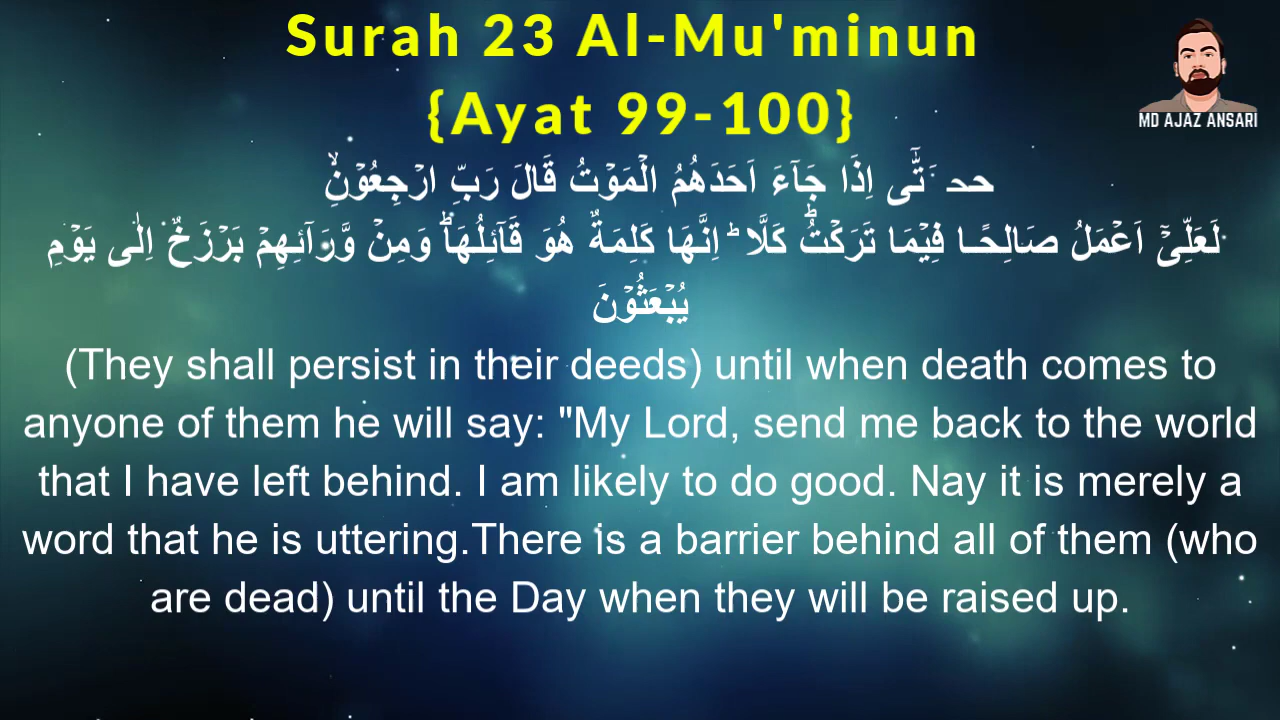 Surah 23 Al-Mu'minun
{Ayat 99-100}
MD AJAZ ANSARI
حـد َتّٰۤى اِذَا جَآءَ اَحَدَهُمُ الۡمَوۡتُ قَالَ رَبِّ ارۡجِعُوۡنِۙ
لَعَلِّىۡۤ اَعۡمَلُ صَالِحًـا فِيۡمَا تَرَكۡتُ‌ؕ كَلَّا‌ ؕ اِنَّهَا كَلِمَةٌ هُوَ قَآئِلُهَا‌ؕ وَمِنۡ وَّرَآئِهِمۡ بَرۡزَخٌ اِلٰى يَوۡمِ
يُبۡعَثُوۡنَ
(They shall persist in their deeds) until when death comes to
anyone of them he will say: "My Lord, send me back to the world
that I have left behind. I am likely to do good. Nay it is merely a
word that he is uttering.There is a barrier behind all of them (who
are dead) until the Day when they will be raised up.